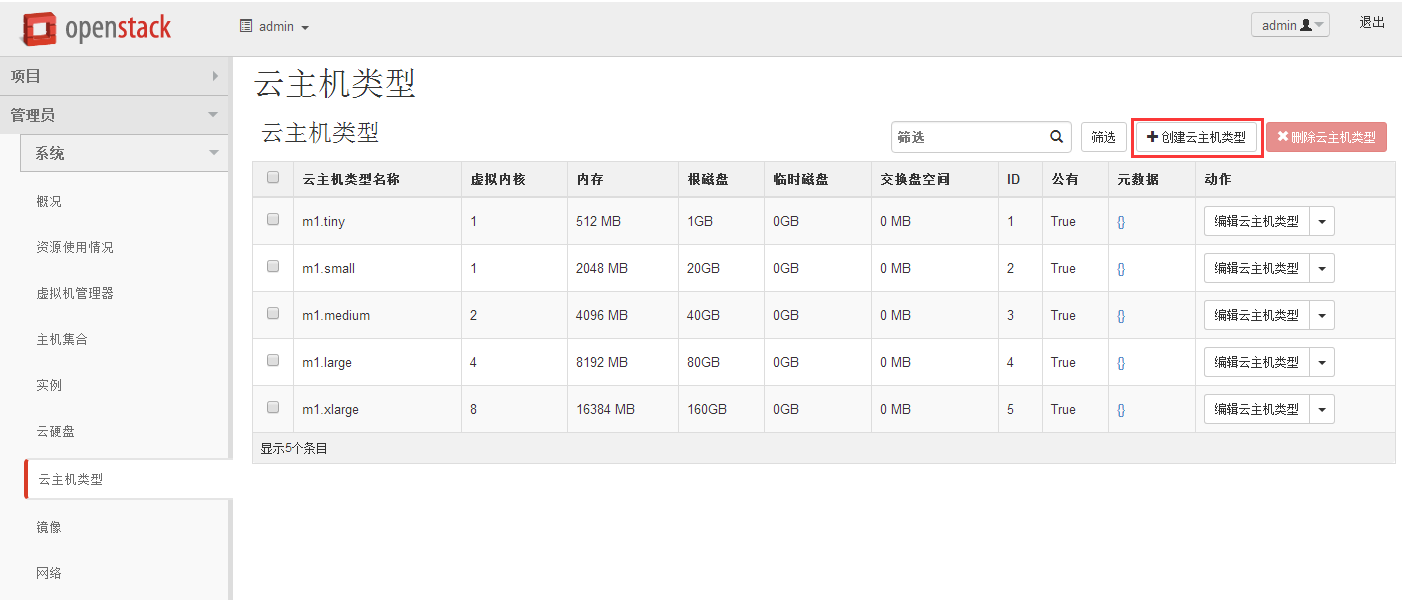 openstack
admin
admin
退出
项目
管理员
系统
概况
资源使用情况
虚拟机管理器
主机集合
实例
云硬盘
云主机类型
镜像
网络
云主机类型
云主机类型
筛选
筛选
创建云主机类型
删除云主机类型
云主机类型名称 虚拟内核 内存 根磁盘 临时磁盘 交换盘空间 ID 公有 元数据 动作
m1.tiny 1 512 MB 1GB 0GB 0 MB 1 True {} 编辑云主机类型
m1.small 1 2048 MB 20GB 0GB 0 MB 2 True {} 编辑云主机类型
m1.medium 2 4096 MB 40GB 0GB 0 MB 3 True {} 编辑云主机类型
m1.large 4 8192 MB 80GB 0GB 0 MB 4 True {} 编辑云主机类型
m1.xlarge 8 16384 MB 160GB 0GB 0 MB 5 True {} 编辑云主机类型
显示5个条目